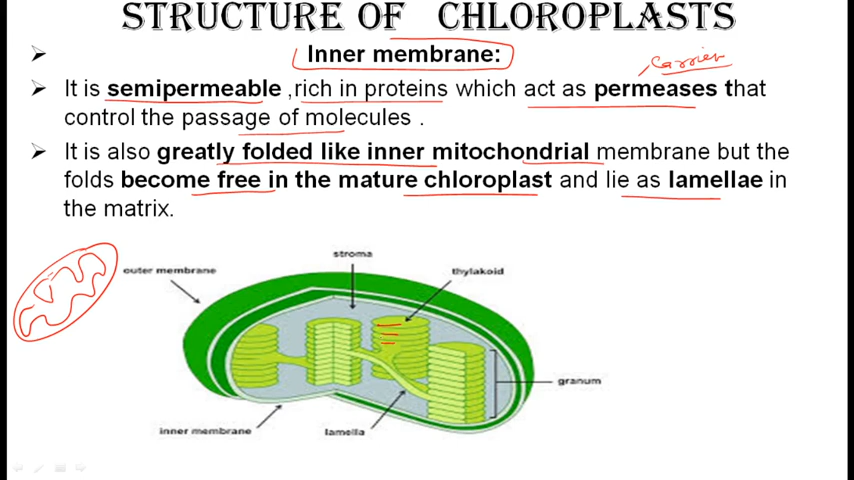 STRUCTURE OF CHLOROPLASTS
Inner membrane:
carrier
It is semipermeable ,rich in proteins which act as permeases that
control the passage of molecules .
It is also greatly folded like inner mitochondrial membrane but the
folds become free in the mature chloroplast and lie as lamellae in
the matrix.
stroma
outer membrane
thylakoid
granum
inner membrane
lamella